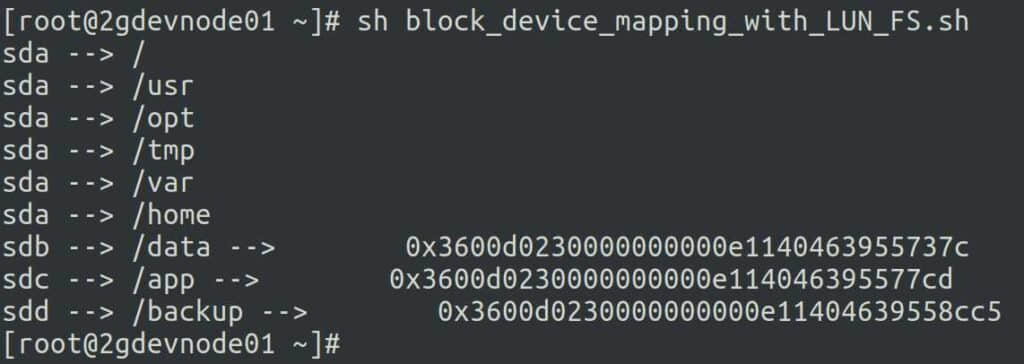 [root@2gdevnode01 ~]# sh block_device_mapping_with_LUN_FS.sh
sda --> /
sda --> /usr
sda --> /opt
sda --> /tmp
sda --> /var
sda --> /home
sdb --> /data --> 0x3600d0230000000000e1140463955737c
sdc --> /app --> 0x3600d0230000000000e114046395577cd
sdd --> /backup --> 0x3600d0230000000000e11404639558cc5
[root@2gdevnode01 ~]#